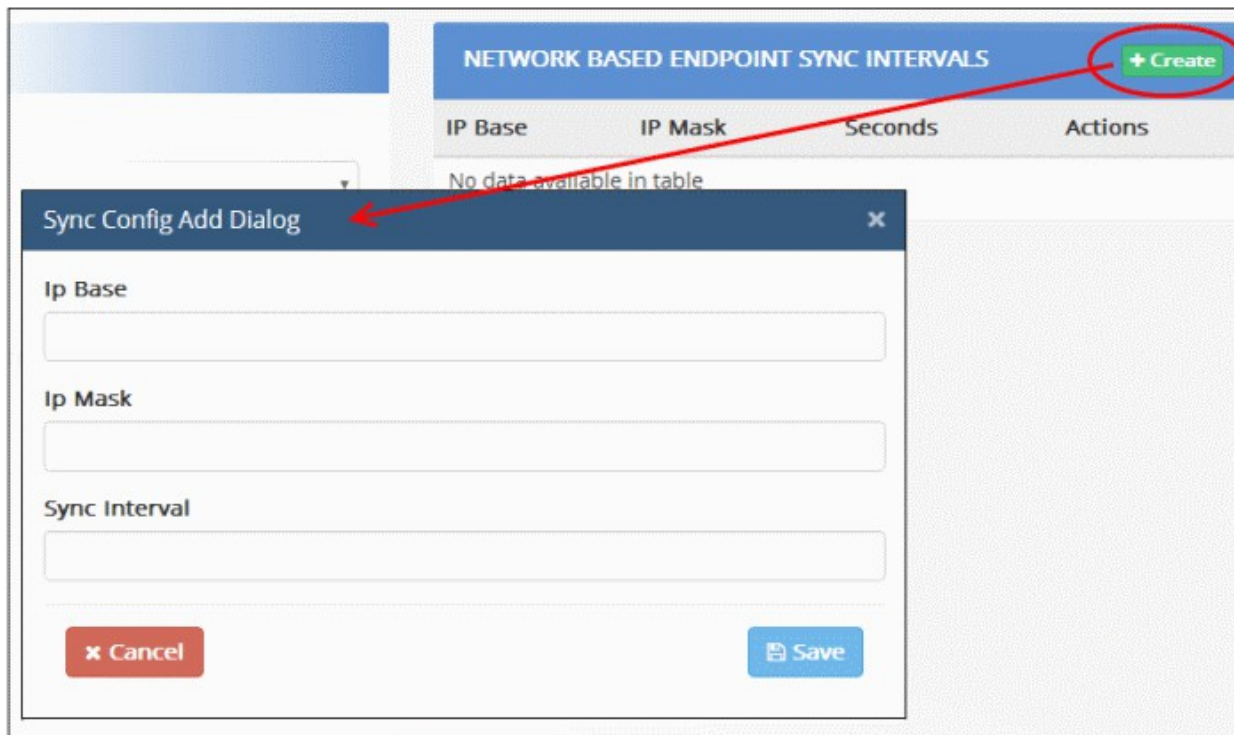 NETWORK BASED ENDPOINT SYNC INTERVALS
+ Create
IP Base IP Mask Seconds Actions
No data available in table
Sync Config Add Dialog ×
Ip Base
Ip Mask
Sync Interval
× Cancel
Save